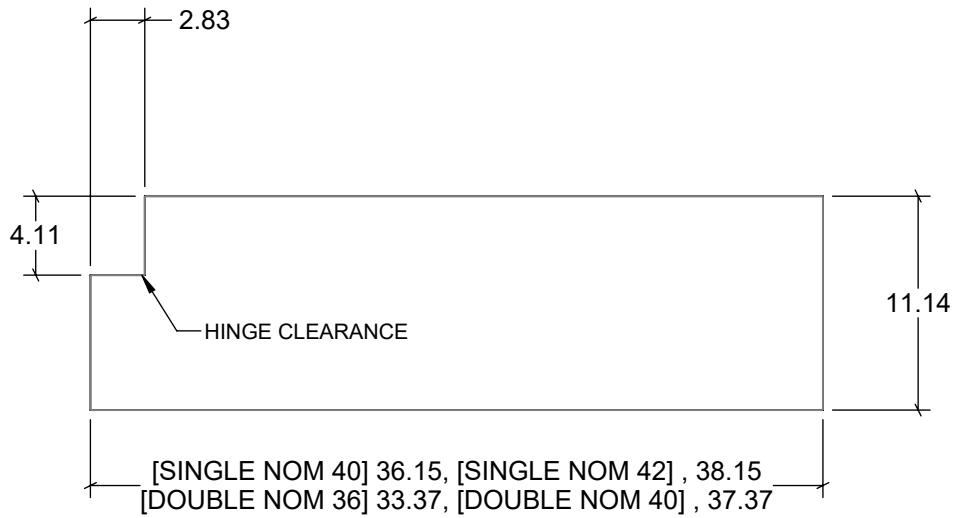 2.83
4.11
HINGE CLEARANCE
11.14
[SINGLE NOM 40] 36.15, [SINGLE NOM 42] , 38.15
[DOUBLE NOM 36] 33.37, [DOUBLE NOM 40] , 37.37